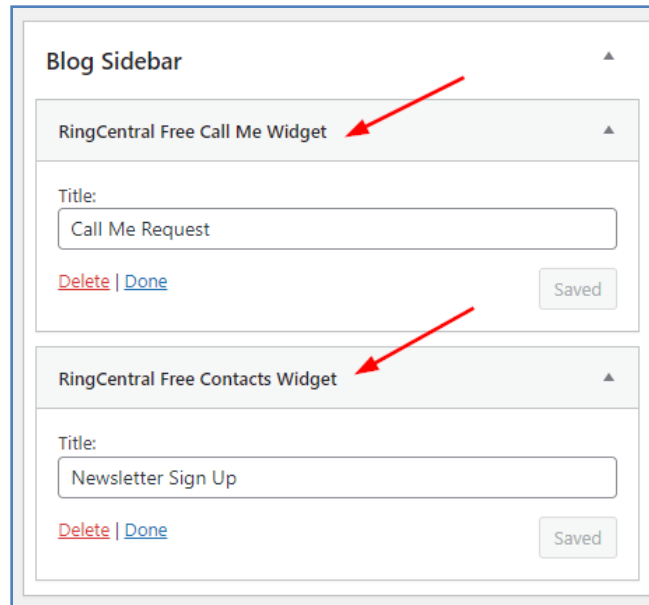 Blog Sidebar
RingCentral Free Call Me Widget
Title:
Call Me Request
Delete | Done
Saved
RingCentral Free Contacts Widget
Title:
Newsletter Sign Up
Delete | Done
Saved